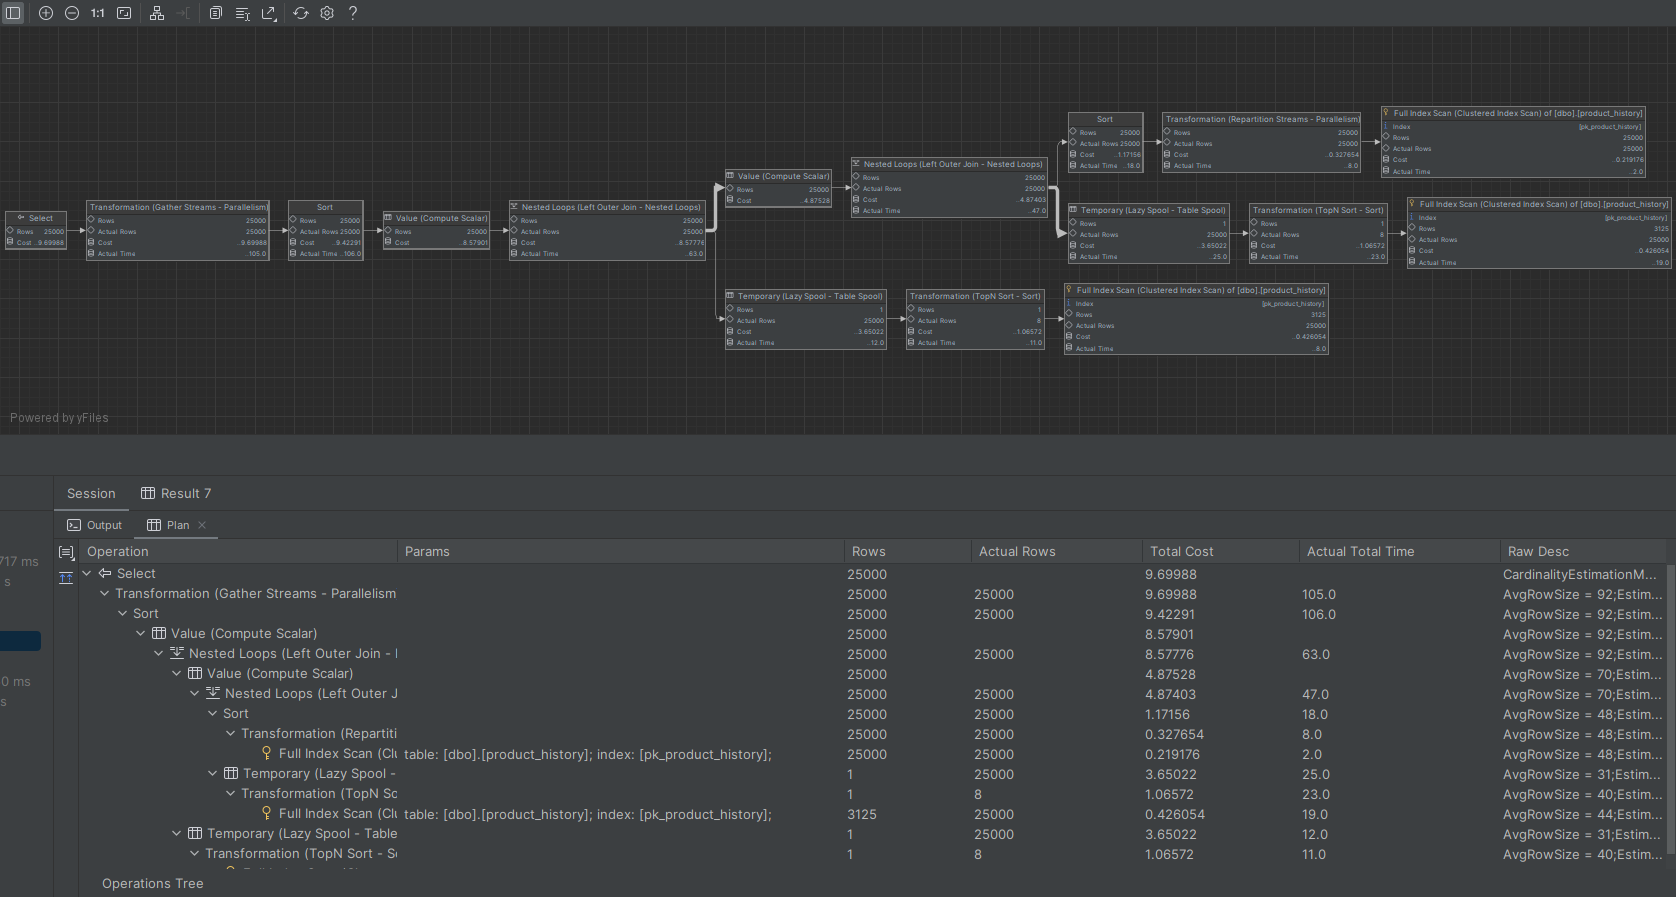 1:1
?
Select
Rows 25000
Cost ..9.69988
Transformation (Gather Streams - Parallelism)
Rows 25000
Actual Rows 25000
Cost ..9.69988
Actual Time ..105.0
Sort
Rows 25000
Actual Rows 25000
Cost ..9.42291
Actual Time ..106.0
Value (Compute Scalar)
Rows 25000
Cost ..8.57901
Nested Loops (Left Outer Join - Nested Loops)
Rows 25000
Actual Rows 25000
Cost ..8.57776
Actual Time ..63.0
Value (Compute Scalar)
Rows 25000
Cost ..4.87528
Nested Loops (Left Outer Join - Nested Loops)
Rows 25000
Actual Rows 25000
Cost ..4.87403
Actual Time ..47.0
Sort
Rows 25000
Actual Rows 25000
Cost ..1.17156
Actual Time ..18.0
Transformation (Repartition Streams - Parallelism)
Rows 25000
Actual Rows 25000
Cost ..0.327654
Actual Time ..8.0
Full Index Scan (Clustered Index Scan) of [dbo].[product_history]
Index [pk_product_history]
Rows 25000
Actual Rows 25000
Cost ..0.219176
Actual Time ..2.0
Temporary (Lazy Spool - Table Spool)
Rows 1
Actual Rows 25000
Cost ..3.65022
Actual Time ..25.0
Transformation (TopN Sort - Sort)
Rows 1
Actual Rows 8
Cost ..1.06572
Actual Time ..23.0
Full Index Scan (Clustered Index Scan) of [dbo].[product_history]
Index [pk_product_history]
Rows 3125
Actual Rows 25000
Cost ..0.426054
Actual Time ..19.0
Temporary (Lazy Spool - Table Spool)
Rows 1
Actual Rows 25000
Cost ..3.65022
Actual Time ..12.0
Transformation (TopN Sort - Sort)
Rows 1
Actual Rows 8
Cost ..1.06572
Actual Time ..11.0
Full Index Scan (Clustered Index Scan) of [dbo].[product_history]
Index [pk_product_history]
Rows 3125
Actual Rows 25000
Cost ..0.426054
Actual Time ..8.0
Powered by yFiles
Session Result 7
Output Plan
717 ms
s
0 ms
s
Operation Params Rows Actual Rows Total Cost Actual Total Time Raw Desc
Select 25000 9.69988 CardinalityEstimationM...
Transformation (Gather Streams - Parallelism 25000 25000 9.69988 105.0 AvgRowSize = 92;Estim...
Sort 25000 25000 9.42291 106.0 AvgRowSize = 92;Estim...
Value (Compute Scalar) 25000 8.57901 AvgRowSize = 92;Estim...
Nested Loops (Left Outer Join - 25000 25000 8.57776 63.0 AvgRowSize = 92;Estim...
Value (Compute Scalar) 25000 4.87528 AvgRowSize = 70;Estim...
Nested Loops (Left Outer J 25000 25000 4.87403 47.0 AvgRowSize = 70;Estim...
Sort 25000 25000 1.17156 18.0 AvgRowSize = 48;Estim...
Transformation (Repartiti 25000 25000 0.327654 8.0 AvgRowSize = 48;Estim...
Full Index Scan (Clu table: [dbo].[product_history]; index: [pk_product_history]; 25000 25000 0.219176 2.0 AvgRowSize = 48;Estim...
Temporary (Lazy Spool - 1 25000 3.65022 25.0 AvgRowSize = 31;Estim...
Transformation (TopN So 1 8 1.06572 23.0 AvgRowSize = 40;Estim...
Full Index Scan (Clu table: [dbo].[product_history]; index: [pk_product_history]; 3125 25000 0.426054 19.0 AvgRowSize = 44;Estim...
Temporary (Lazy Spool - Table 1 25000 3.65022 12.0 AvgRowSize = 31;Estim...
Transformation (TopN Sort - So 1 8 1.06572 11.0 AvgRowSize = 40;Estim...
Operations Tree